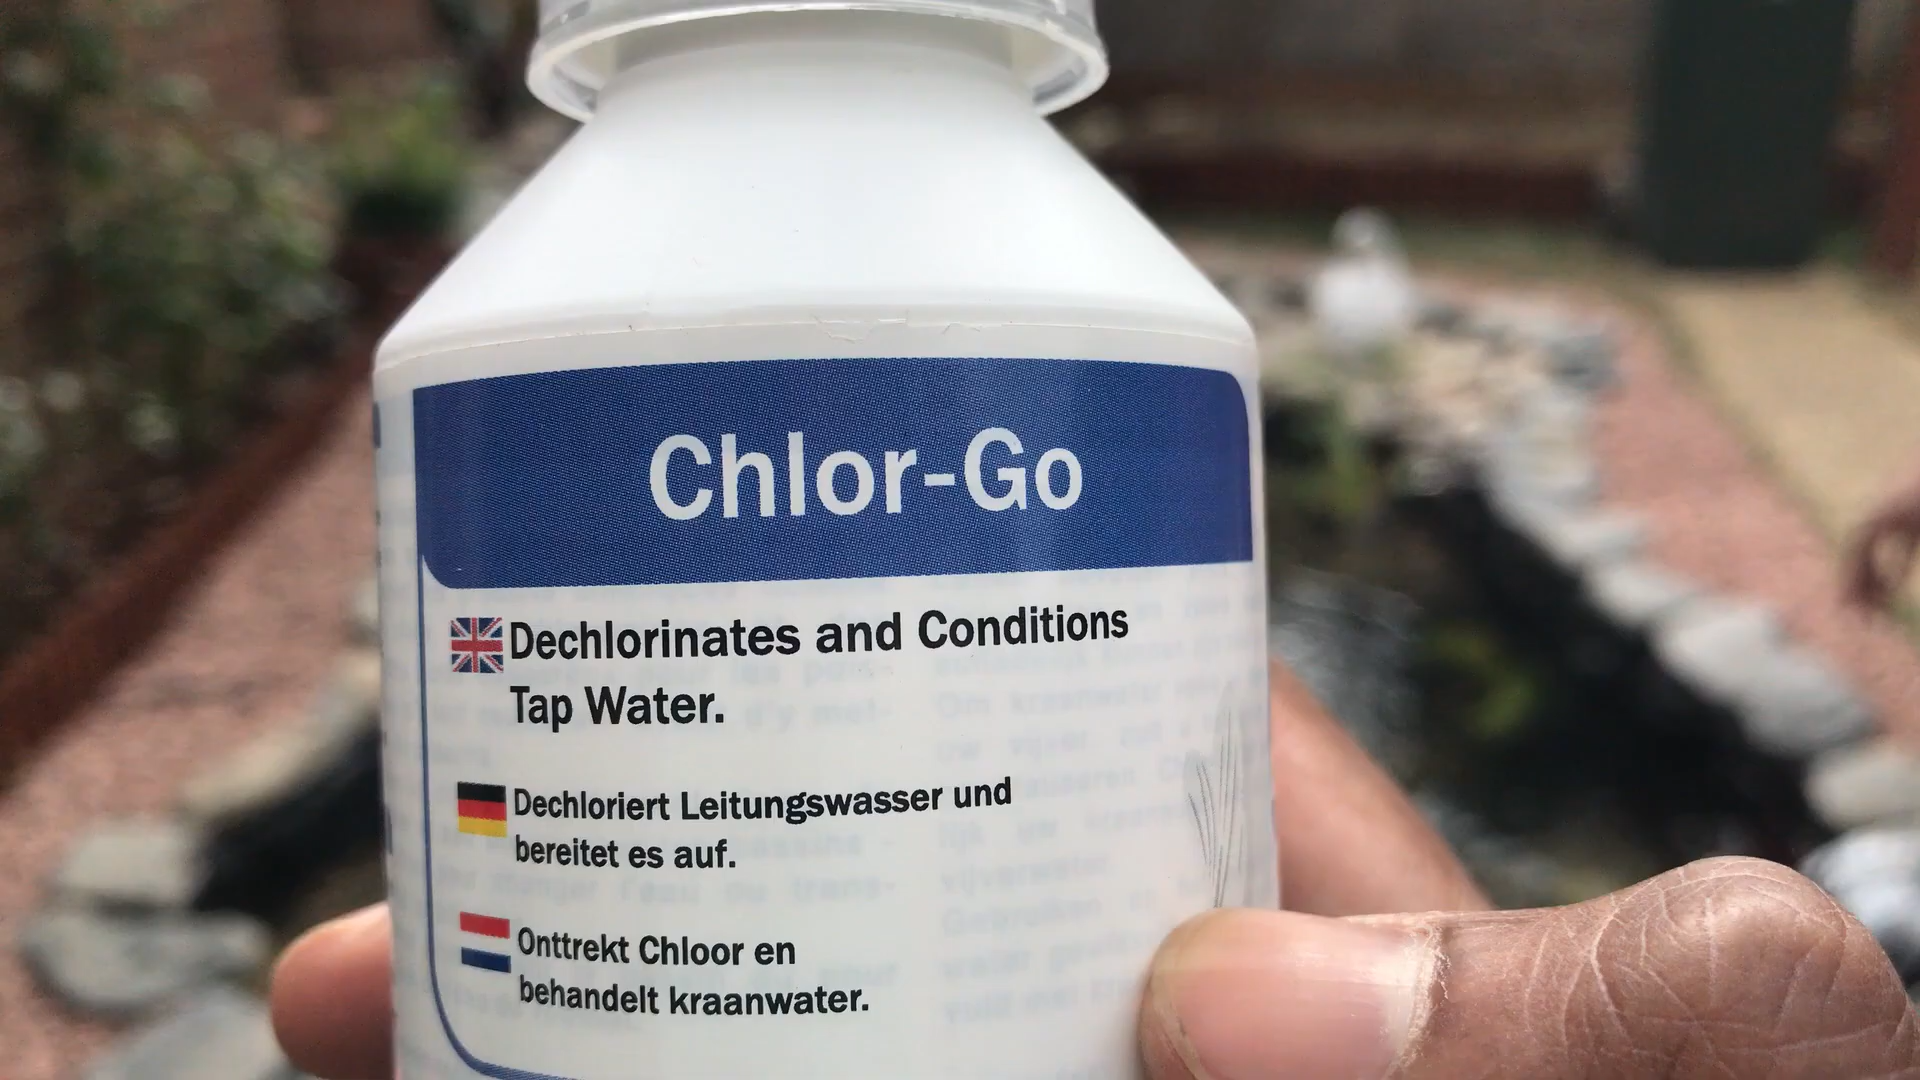 Chlor-Go
Dechlorinates and Conditions
Tap Water.
Dechloriert Leitungswasser und
bereitet es auf.
Onttrekt Chloor en
behandelt kraanwater.